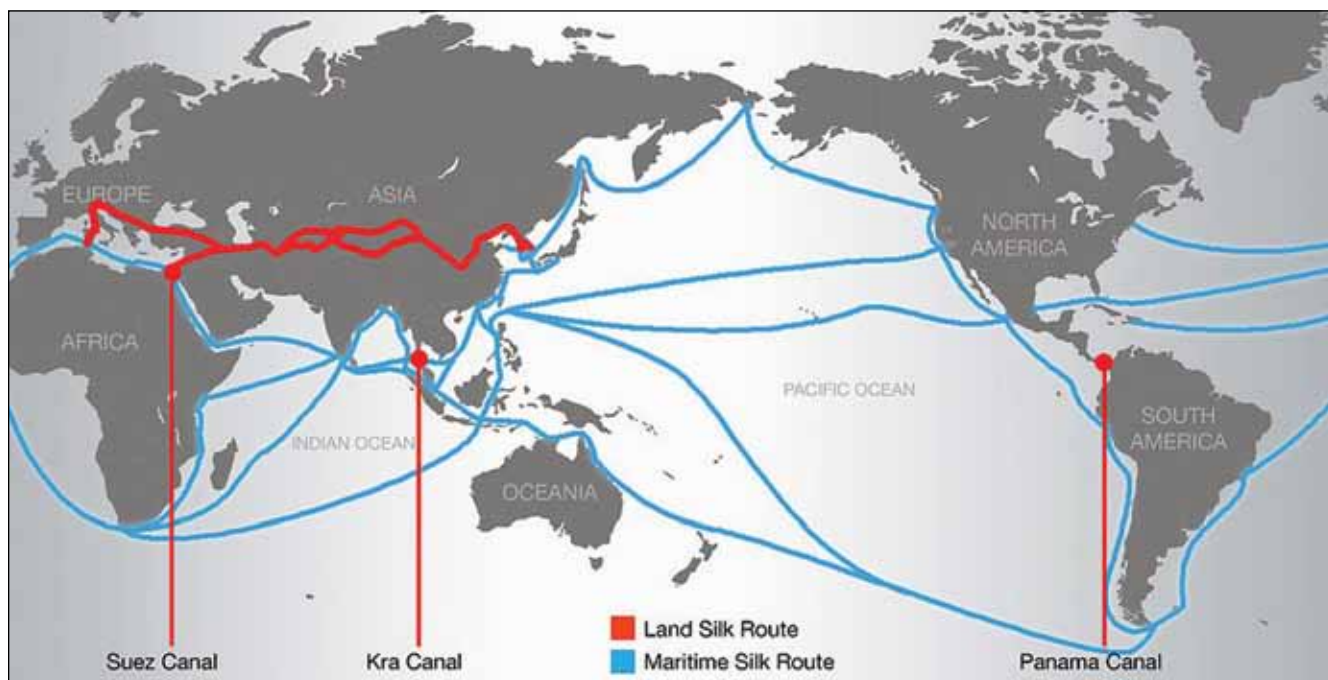 EUROPE
ASIA
NORTH
AMERICA
AFRICA
PACIFIC OCEAN
INDIAN OCEAN
SOUTH
AMERICA
OCEANIA
Land Silk Route
Maritime Silk Route
Suez Canal
Kra Canal
Panama Canal